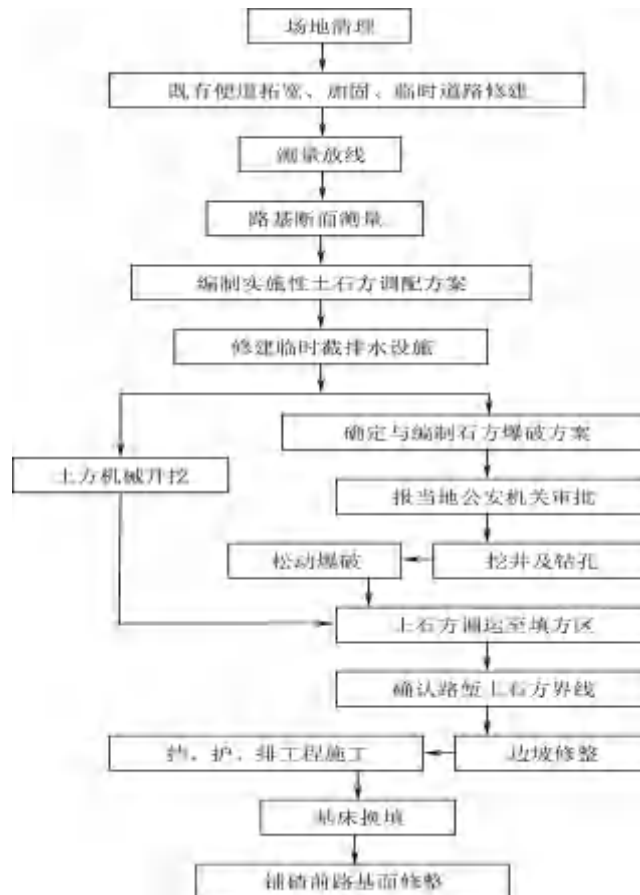 场地清理
既有便道拓宽、加固、临时道路修建
测量放线
路基断面测量
编制实施性土石方调配方案
修建临时截排水设施
确定与编制石方爆破方案
土方机械开挖
报当地公安机关审批
松动爆破
挖井及钻孔
土石方调运至填方区
确认路堑土石方界线
挡、护、排工程施工
边坡修整
基床换填
铺碴前路基面修整